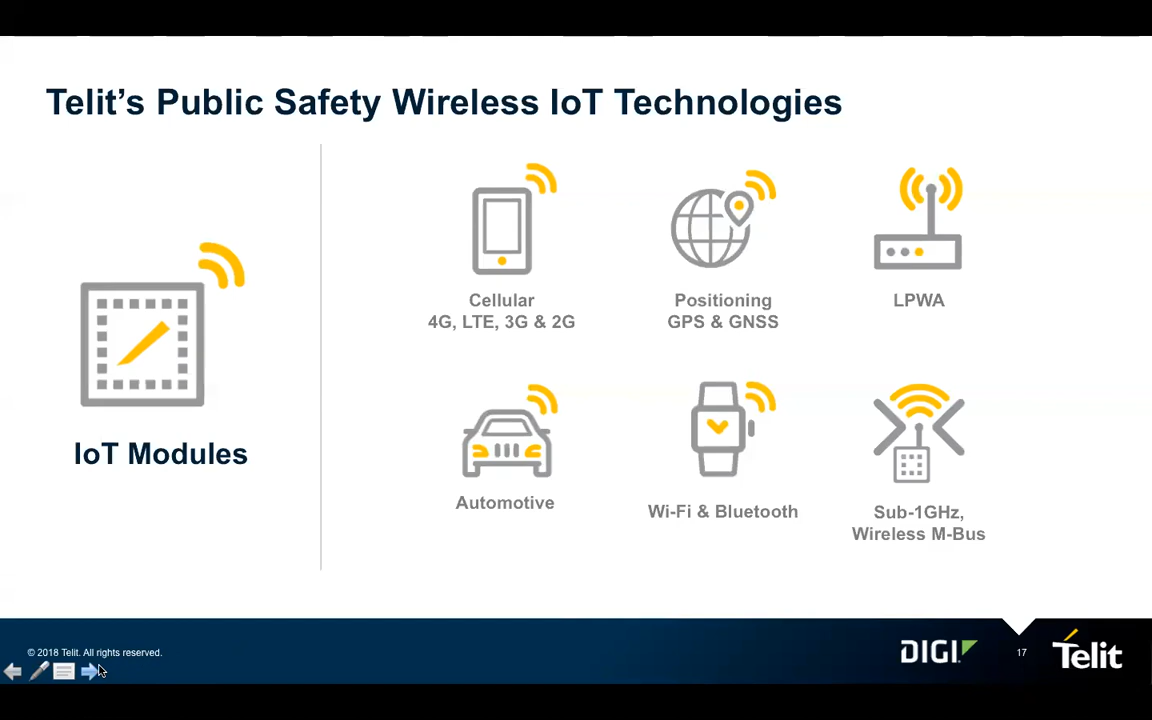 Telit’s Public Safety Wireless IoT Technologies
IoT Modules
Cellular
4G, LTE, 3G & 2G
Positioning
GPS & GNSS
LPWA
Automotive
Wi-Fi & Bluetooth
Sub-1GHz,
Wireless M-Bus
© 2018 Telit. All rights reserved.
DIGI
17
Telit